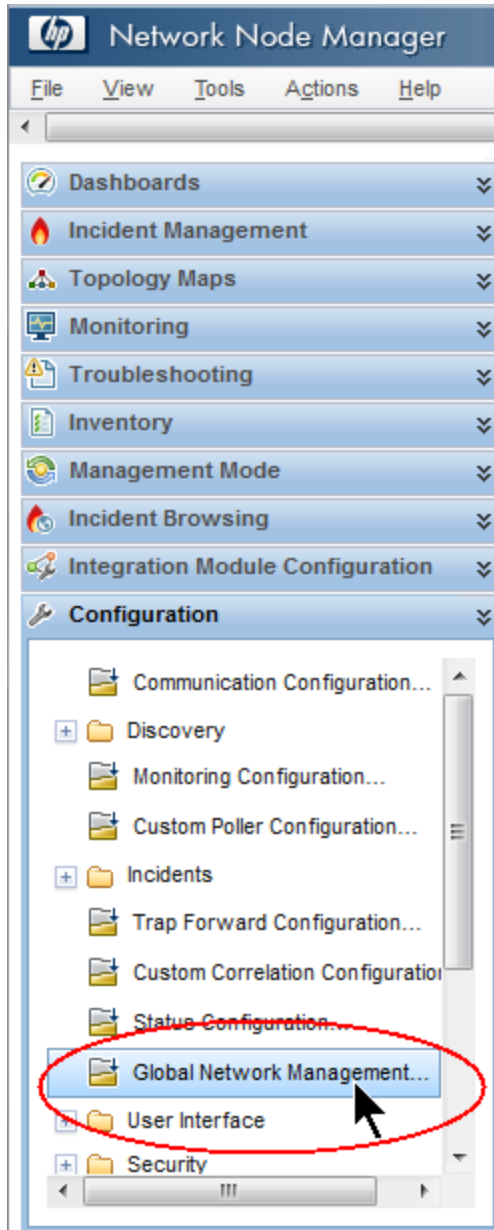 hp Network Node Manager
File View Tools Actions Help
Dashboards
Incident Management
Topology Maps
Monitoring
Troubleshooting
Inventory
Management Mode
Incident Browsing
Integration Module Configuration
Configuration
Communication Configuration...
Discovery
Monitoring Configuration...
Custom Poller Configuration...
Incidents
Trap Forward Configuration...
Custom Correlation Configuration
Status Configuration...
Global Network Management...
User Interface
Security